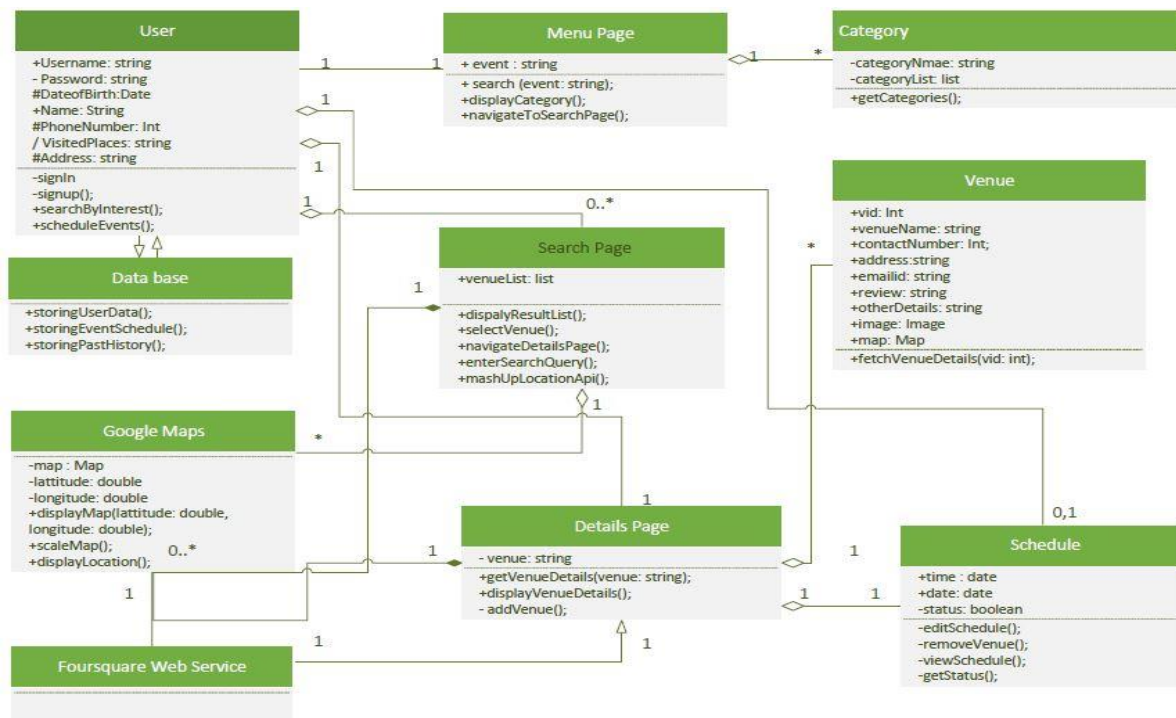 User
+Username: string
- Password: string
#DateofBirth:Date
+Name: String
#PhoneNumber: Int
/ VisitedPlaces: string
#Address: string
-signIn
-signup();
+searchByInterest();
+scheduleEvents();
Data base
+storingUserData();
+storingEventSchedule();
+storingPastHistory();
Menu Page
+ event : string
+ search (event: string);
+displayCategory();
+navigateToSearchPage();
Category
-categoryNmae: string
-categoryList: list
+getCategories();
Venue
+vid: Int
+venueName: string
+contactNumber: Int;
+address:string
+emailid: string
+review: string
+otherDetails: string
+image: Image
+map: Map
+fetchVenueDetails(vid: int);
Search Page
+venueList: list
+dispalyResultList();
+selectVenue();
+navigateDetailsPage();
+enterSearchQuery();
+mashUpLocationApi();
Google Maps
-map : Map
-lattitude: double
-longitude: double
+displayMap(lattitude: double,
longitude: double);
+scaleMap();
+displayLocation();
Details Page
- venue: string
+getVenueDetails(venue: string);
+displayVenueDetails();
- addVenue();
Schedule
+time : date
+date: date
-status: boolean
-editSchedule();
-removeVenue();
-viewSchedule();
-getStatus();
Foursquare Web Service
1
1
1
*
1
1
1
0..*
*
1
1
*
1
0,1
0..*
1
1
1
1
1
1
1